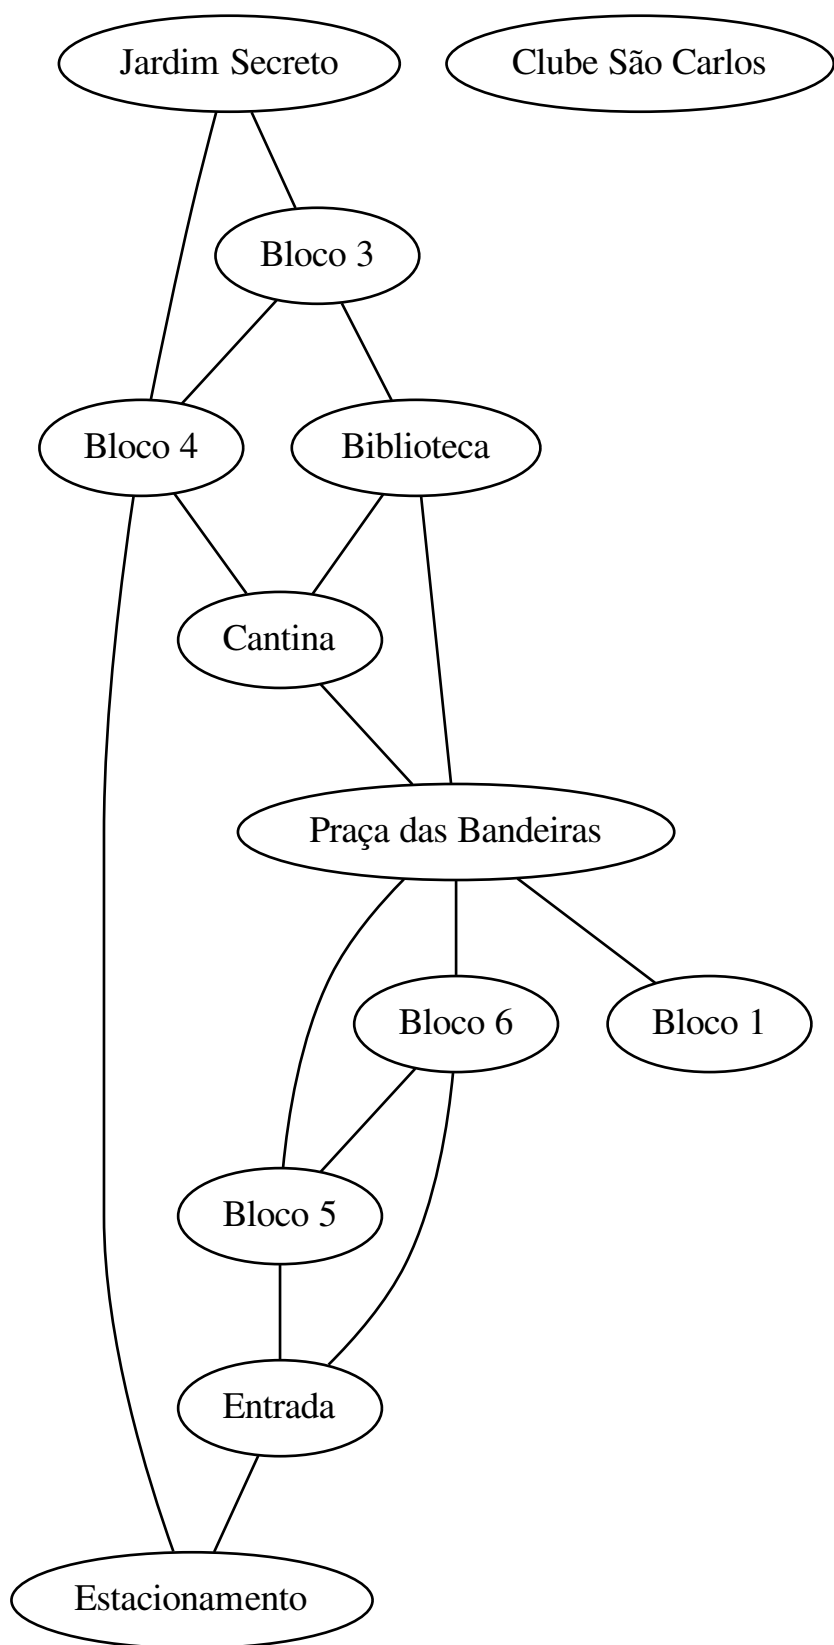 Jardim Secreto
Clube São Carlos
Bloco 3
Bloco 4
Biblioteca
Cantina
Praça das Bandeiras
Bloco 6
Bloco 1
Bloco 5
Entrada
Estacionamento